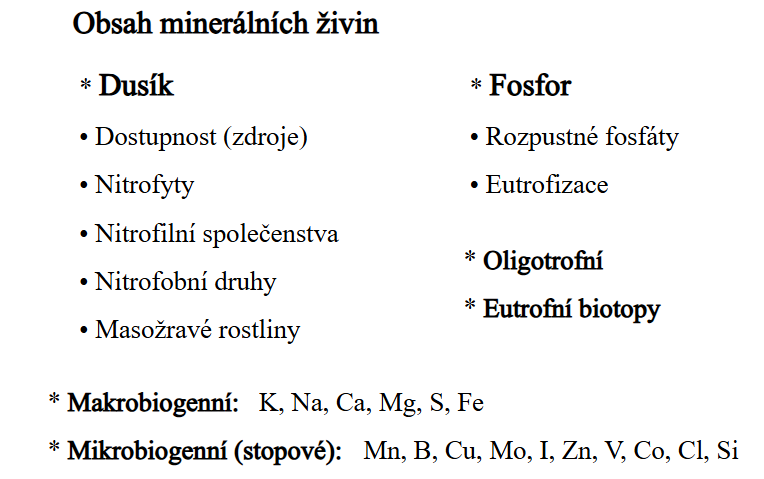 Obsah minerálních živin
* Dusík
• Dostupnost (zdroje)
• Nitrofyty
• Nitrofilní společenstva
• Nitrofobní druhy
• Masožravé rostliny
* Fosfor
• Rozpustné fosfáty
• Eutrofizace
* Oligotrofní
* Eutrofní biotopy
* Makrobiogenní: K, Na, Ca, Mg, S, Fe
* Mikrobiogenní (stopové): Mn, B, Cu, Mo, I, Zn, V, Co, Cl, Si